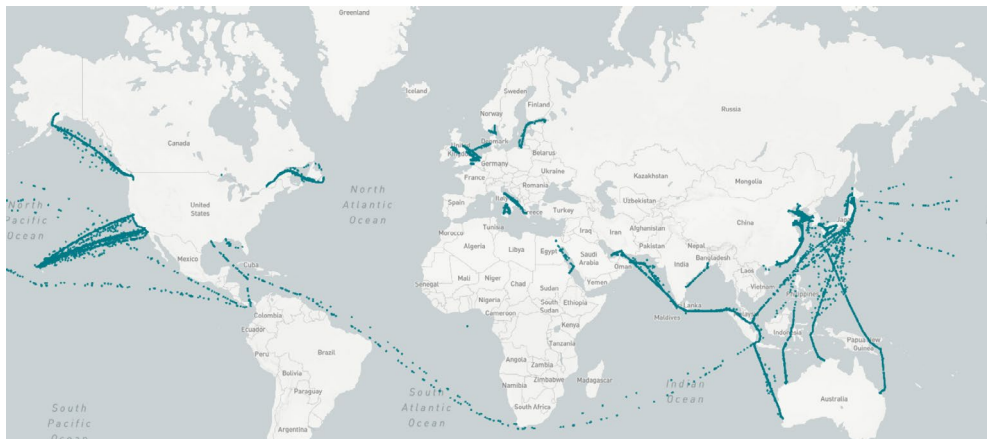 Greenland
Iceland
Sweden
Finland
Norway
Russia
Canada
Denmark
Belarus
Kingdom
Germany
Ukraine
Kazakhstan
Mongolia
France
Romania
North
Pacific
Ocean
United
States
North
Atlantic
Ocean
Spain
Italy
Greece
Turkey
Uzbekistan
China
Japan
Tunisia
Morocco
Iraq
Iran
Afghanistan
Pakistan
Nepal
Algeria
Libya
Egypt
Saudi
Arabia
Bangladesh
Mexico
Cuba
Oman
India
Laos
Mali
Niger
Chad
Sudan
Yemen
Vietnam
Philippines
Senegal
Nigeria
South
Sudan
Ethiopia
Lanka
Maldives
Malaysia
Colombia
Cameroon
Ecuador
Kenya
Indonesia
Papua New
Guinea
Peru
Brazil
Tanzania
Angola
Zambia
Bolivia
Zimbabwe
Madagascar
Namibia
Indian
Ocean
Paraguay
Australia
South
Pacific
Ocean
South
Atlantic
Ocean
South Africa
Argentina